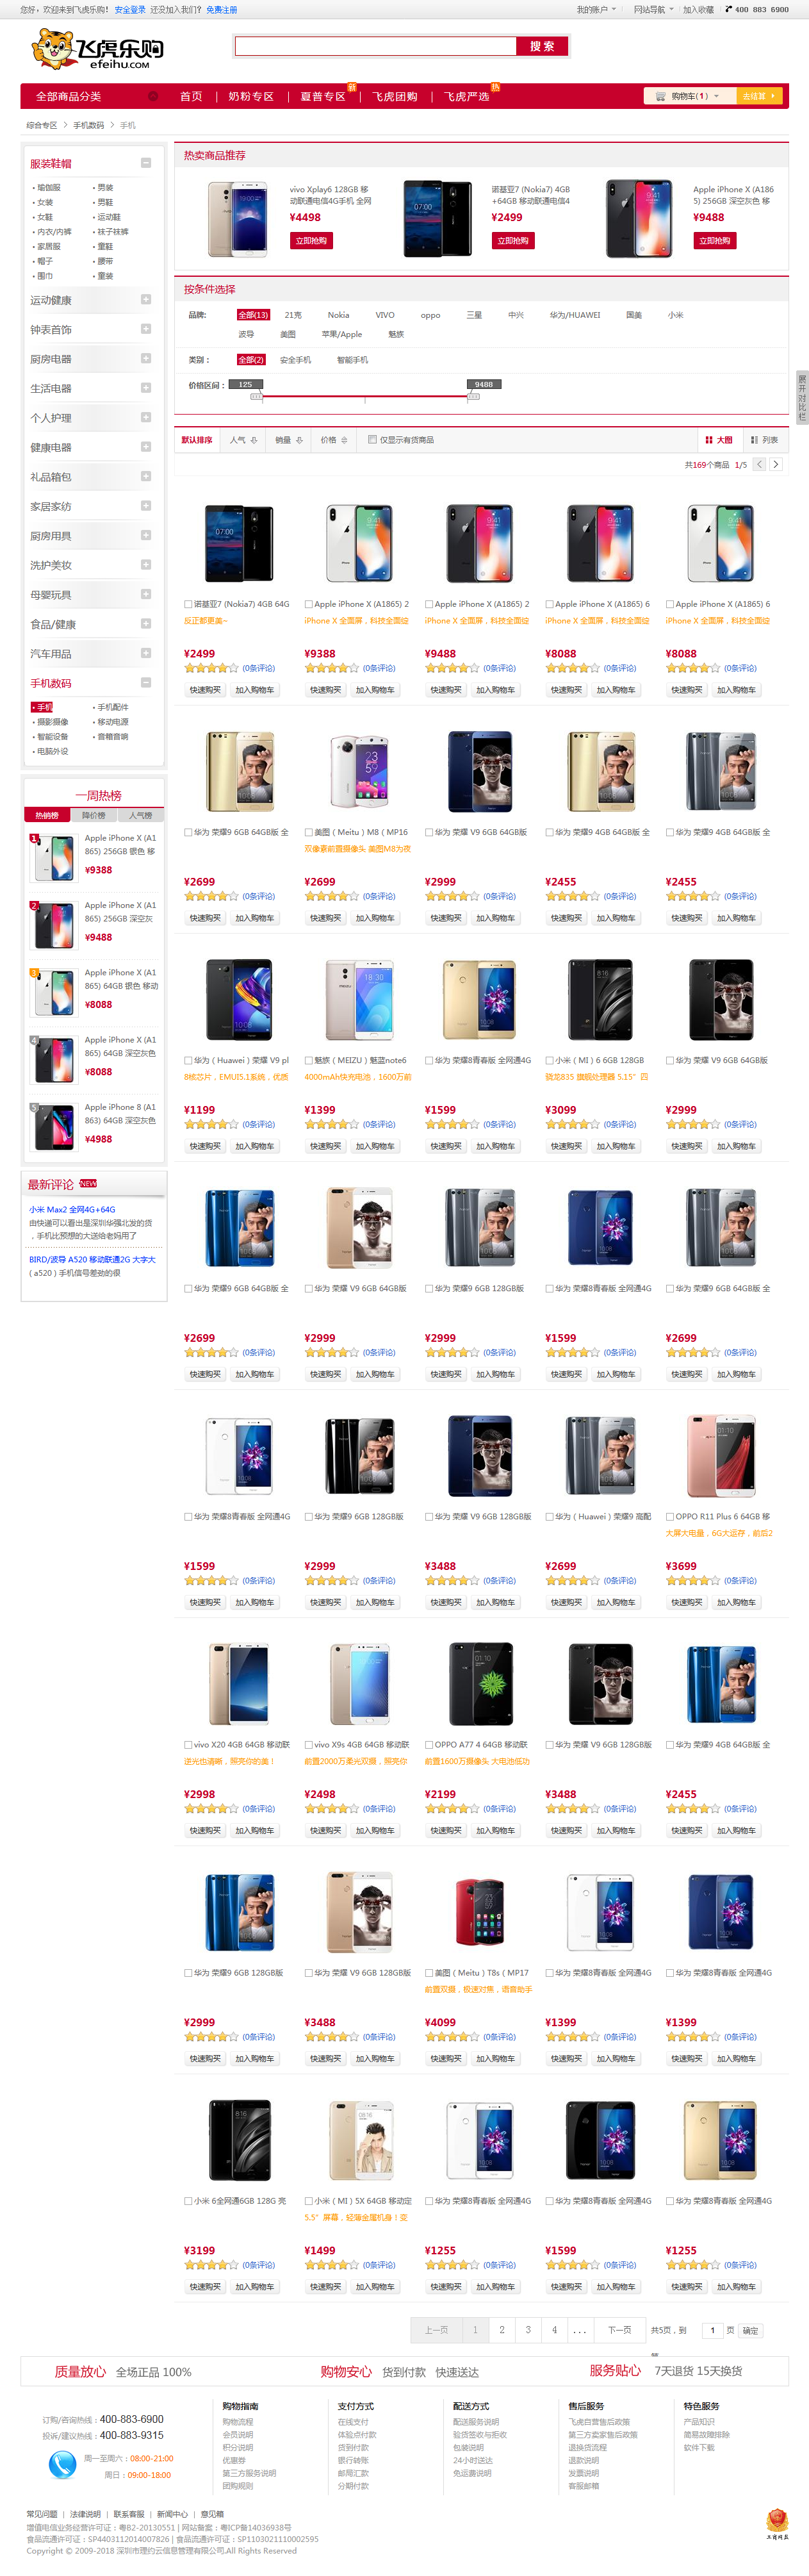 您好，欢迎来到飞虎乐购！ 安全登录 还没加入我们？ 免费注册
我的账户 网站导航 加入收藏 400 883 6900
飞虎乐购
efeihu.com
搜 索
全部商品分类 首页 奶粉专区 夏普专区 新 飞虎团购 飞虎严选 热 购物车(1) 去结算
综合专区 > 手机数码 > 手机
服装鞋帽
瑜伽服 男装
女装 男鞋
女鞋 运动鞋
内衣/内裤 袜子袜裤
家居服 童鞋
帽子 腰带
围巾 童装
运动健康
钟表首饰
厨房电器
生活电器
个人护理
健康电器
礼品箱包
家居家纺
厨房用具
洗护美妆
母婴玩具
食品/健康
汽车用品
手机数码
手机 手机配件
摄影摄像 移动电源
智能设备 音箱音响
电脑外设
一周热榜
热销榜 降价榜 人气榜
1 Apple iPhone X (A1
865) 256GB 银色 移
¥9388
2 Apple iPhone X (A1
865) 256GB 深空灰
¥9488
3 Apple iPhone X (A1
865) 64GB 银色 移动
¥8088
4 Apple iPhone X (A1
865) 64GB 深空灰色
¥8088
5 Apple iPhone 8 (A1
863) 64GB 深空灰色
¥4988
最新评论 NEW
小米 Max2 全网4G+64G
由快递可以看出是深圳华强北发的货
，手机比预想的大送给老妈用了
BIRD/波导 A520 移动联通2G 大字大
( a520 ) 手机信号差劲的很
热卖商品推荐
vivo Xplay6 128GB 移
动联通电信4G手机 全网
¥4498
立即抢购
诺基亚7 (Nokia7) 4GB
+64GB 移动联通电信4
¥2499
立即抢购
Apple iPhone X (A186
5) 256GB 深空灰色 移
¥9488
立即抢购
按条件选择
品牌: 全部(13) 21克 Nokia VIVO oppo 三星 中兴 华为/HUAWEI 国美 小米
波导 美图 苹果/Apple 魅族
类别： 全部(2) 安全手机 智能手机
价格区间： 125 9488
展开对比栏
默认排序 人气 销量 价格 仅显示有货商品 大图 列表
共169个商品 1/5
诺基亚7 (Nokia7) 4GB 64G Apple iPhone X (A1865) 2 Apple iPhone X (A1865) 2 Apple iPhone X (A1865) 6 Apple iPhone X (A1865) 6
反正都更美~ iPhone X 全面屏，科技全面绽 iPhone X 全面屏，科技全面绽 iPhone X 全面屏，科技全面绽 iPhone X 全面屏，科技全面绽
¥2499 ¥9388 ¥9488 ¥8088 ¥8088
(0条评论) (0条评论) (0条评论) (0条评论) (0条评论)
快速购买 加入购物车 快速购买 加入购物车 快速购买 加入购物车 快速购买 加入购物车 快速购买 加入购物车
华为 荣耀9 6GB 64GB版 全 美图（Meitu）M8（MP16 华为 荣耀 V9 6GB 64GB版 华为 荣耀9 4GB 64GB版 全 华为 荣耀9 4GB 64GB版 全
双像素前置摄像头 美图M8为夜
¥2699 ¥2699 ¥2999 ¥2455 ¥2455
(0条评论) (0条评论) (0条评论) (0条评论) (0条评论)
快速购买 加入购物车 快速购买 加入购物车 快速购买 加入购物车 快速购买 加入购物车 快速购买 加入购物车
华为（Huawei）荣耀 V9 pl 魅族（MEIZU）魅蓝note6 华为 荣耀8青春版 全网通4G 小米（MI）6 6GB 128GB 华为 荣耀 V9 6GB 64GB版
8核芯片，EMUI5.1系统，优质 4000mAh快充电池，1600万前 骁龙835 旗舰处理器 5.15" 四
¥1199 ¥1399 ¥1599 ¥3099 ¥2999
(0条评论) (0条评论) (0条评论) (0条评论) (0条评论)
快速购买 加入购物车 快速购买 加入购物车 快速购买 加入购物车 快速购买 加入购物车 快速购买 加入购物车
华为 荣耀9 6GB 64GB版 全 华为 荣耀 V9 6GB 64GB版 华为 荣耀9 6GB 128GB版 华为 荣耀8青春版 全网通4G 华为 荣耀9 6GB 64GB版 全
¥2699 ¥2999 ¥2999 ¥1599 ¥2699
(0条评论) (0条评论) (0条评论) (0条评论) (0条评论)
快速购买 加入购物车 快速购买 加入购物车 快速购买 加入购物车 快速购买 加入购物车 快速购买 加入购物车
华为 荣耀8青春版 全网通4G 华为 荣耀9 6GB 128GB版 华为 荣耀 V9 6GB 128GB版 华为（Huawei）荣耀9 高配 OPPO R11 Plus 6 64GB 移
大屏大电量，6G大运存，前后2
¥1599 ¥2999 ¥3488 ¥2699 ¥3699
(0条评论) (0条评论) (0条评论) (0条评论) (0条评论)
快速购买 加入购物车 快速购买 加入购物车 快速购买 加入购物车 快速购买 加入购物车 快速购买 加入购物车
vivo X20 4GB 64GB 移动联 vivo X9s 4GB 64GB 移动联 OPPO A77 4 64GB 移动联 华为 荣耀 V9 6GB 128GB版 华为 荣耀9 4GB 64GB版 全
逆光也清晰，照亮你的美！ 前置2000万柔光双摄，照亮你 前置1600万摄像头 大电池低功
¥2998 ¥2498 ¥2199 ¥3488 ¥2455
(0条评论) (0条评论) (0条评论) (0条评论) (0条评论)
快速购买 加入购物车 快速购买 加入购物车 快速购买 加入购物车 快速购买 加入购物车 快速购买 加入购物车
华为 荣耀9 6GB 128GB版 华为 荣耀 V9 6GB 128GB版 美图（Meitu）T8s（MP17 华为 荣耀8青春版 全网通4G 华为 荣耀8青春版 全网通4G
前置双摄，极速对焦，语音助手
¥2999 ¥3488 ¥4099 ¥1399 ¥1399
(0条评论) (0条评论) (0条评论) (0条评论) (0条评论)
快速购买 加入购物车 快速购买 加入购物车 快速购买 加入购物车 快速购买 加入购物车 快速购买 加入购物车
小米 6全网通6GB 128G 亮 小米（MI）5X 64GB 移动定 华为 荣耀8青春版 全网通4G 华为 荣耀8青春版 全网通4G 华为 荣耀8青春版 全网通4G
5.5" 屏幕，轻薄金属机身！变
¥3199 ¥1499 ¥1255 ¥1599 ¥1255
(0条评论) (0条评论) (0条评论) (0条评论) (0条评论)
快速购买 加入购物车 快速购买 加入购物车 快速购买 加入购物车 快速购买 加入购物车 快速购买 加入购物车
上一页 1 2 3 4 ... 下一页 共5页，到 1 页 确定
质量放心 全场正品 100% 购物安心 货到付款 快速送达 服务贴心 7天退货 15天换货
订购/咨询热线：400-883-6900
投诉/建议热线：400-883-9315
周一至周六：08:00-21:00
周日：09:00-18:00
购物指南
购物流程
会员说明
积分说明
优惠券
第三方服务说明
团购规则
支付方式
在线支付
体验点付款
货到付款
银行转账
邮局汇款
分期付款
配送方式
配送服务说明
验货签收与拒收
包装说明
24小时送达
免运费说明
售后服务
飞虎自营售后政策
第三方卖家售后政策
退换货流程
退款说明
发票说明
客服邮箱
特色服务
产品知识
简易故障排除
软件下载
常见问题 | 法律说明 | 联系客服 | 新闻中心 | 意见箱
增值电信业务经营许可证：粤B2-20130551 | 网站备案：粤ICP备14036938号
食品流通许可证：SP4403112014007826 | 食品流通许可证：SP1103021110002595
Copyright © 2009-2018 深圳市理约云信息管理有限公司.All Rights Reserved
工商网监